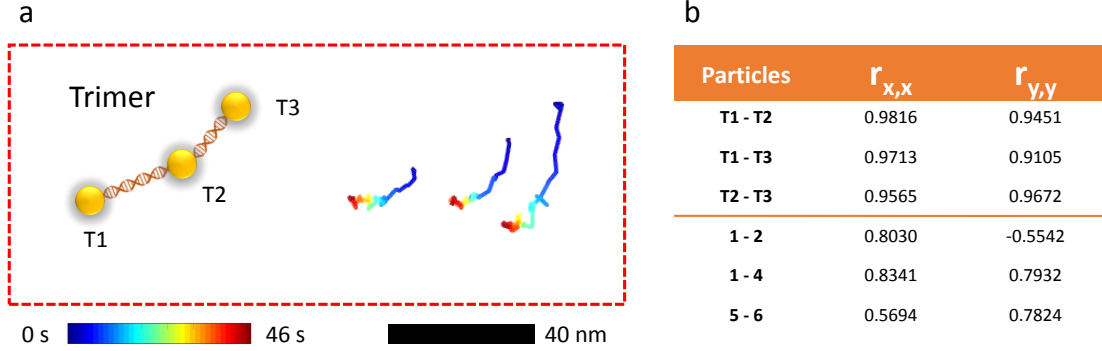 a
Trimer
T3
T2
T1
0 s
46 s
40 nm
b
Particles r_{x,x} r_{y,y}
T1 - T2 0.9816 0.9451
T1 - T3 0.9713 0.9105
T2 - T3 0.9565 0.9672
1 - 2 0.8030 -0.5542
1 - 4 0.8341 0.7932
5 - 6 0.5694 0.7824